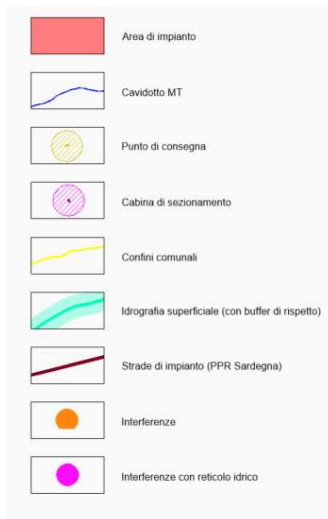 Area di impianto
Cavidotto MT
Punto di consegna
Cabina di sezionamento
Confini comunali
Idrografia superficiale (con buffer di rispetto)
Strade di impianto (PPR Sardegna)
Interferenze
Interferenze con reticolo idrico